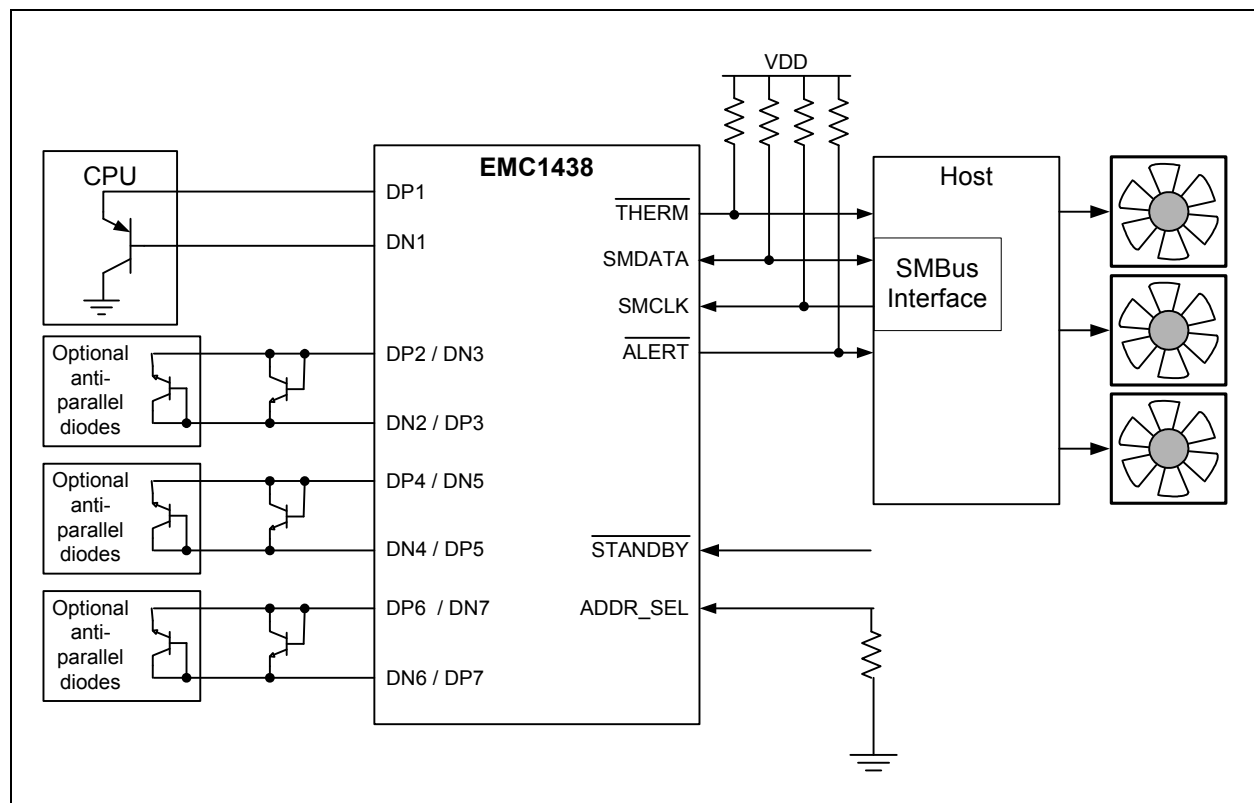 VDD
EMC1438
CPU
DP1
DN1
Optional
anti-
parallel
diodes
DP2 / DN3
DN2 / DP3
Optional
anti-
parallel
diodes
DP4 / DN5
DN4 / DP5
Optional
anti-
parallel
diodes
DP6 / DN7
DN6 / DP7
THERM
SMDATA
SMCLK
ALERT
STANDBY
ADDR_SEL
Host
SMBus
Interface